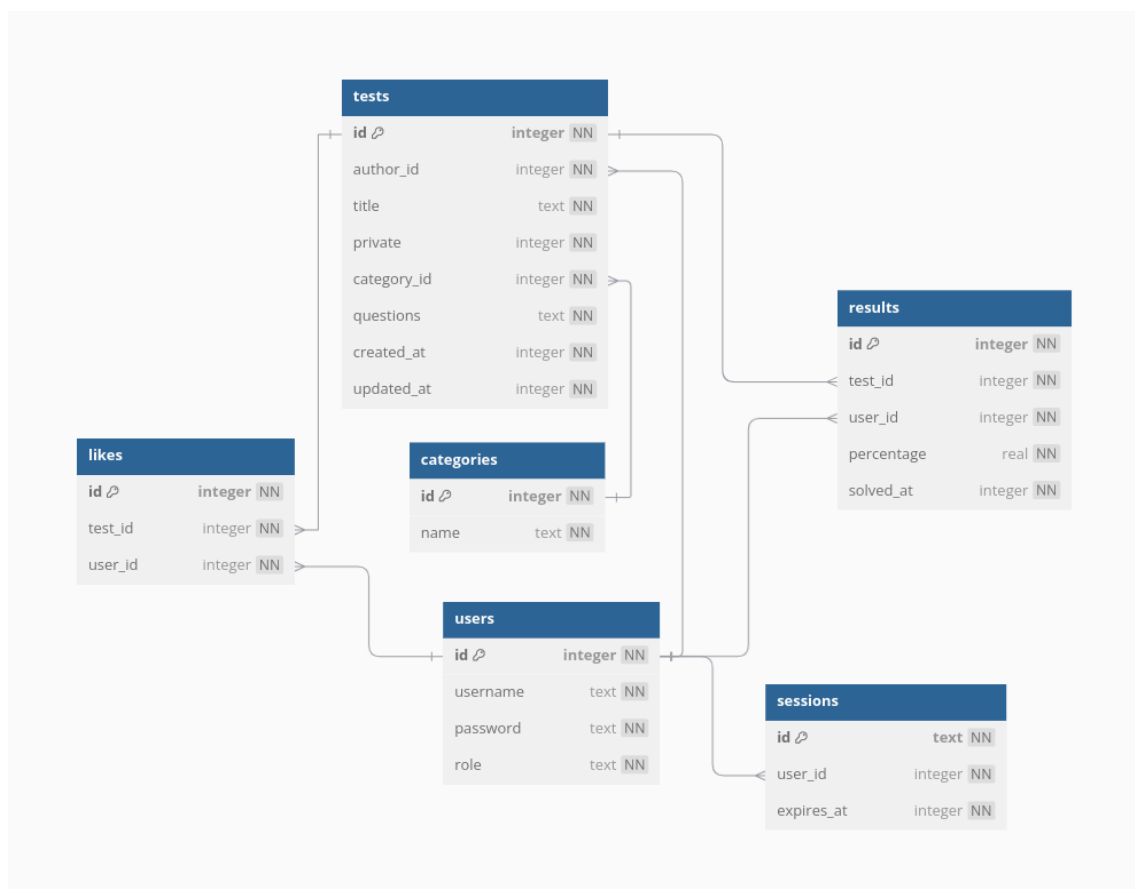 tests
id integer NN
author_id integer NN
title text NN
private integer NN
category_id integer NN
questions text NN
created_at integer NN
updated_at integer NN
results
id integer NN
test_id integer NN
user_id integer NN
percentage real NN
solved_at integer NN
likes
id integer NN
test_id integer NN
user_id integer NN
categories
id integer NN
name text NN
users
id integer NN
username text NN
password text NN
role text NN
sessions
id text NN
user_id integer NN
expires_at integer NN